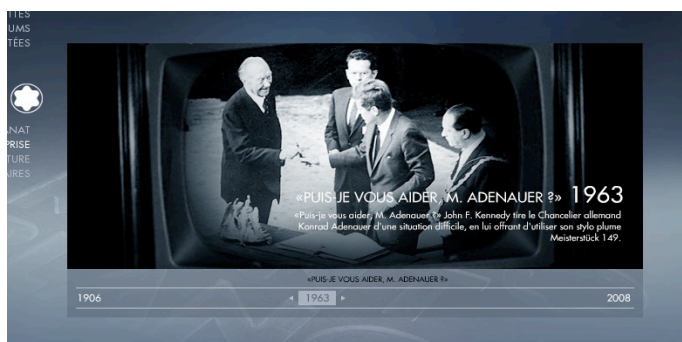 UMS
TÉES
«PUIS-JE VOUS AIDER, M. ADENAUER ?» 1963
«Puis-je vous aider, M. Adenauer ?» John F. Kennedy tire le Chancelier allemand
Konrad Adenauer d'une situation difficile, en lui offrant d'utiliser son stylo plume
Meisterstück 149.
NAT
PRISE
TURE
AIRES
«PUIS-JE VOUS AIDER, M. ADENAUER ?»
1906
1963
2008